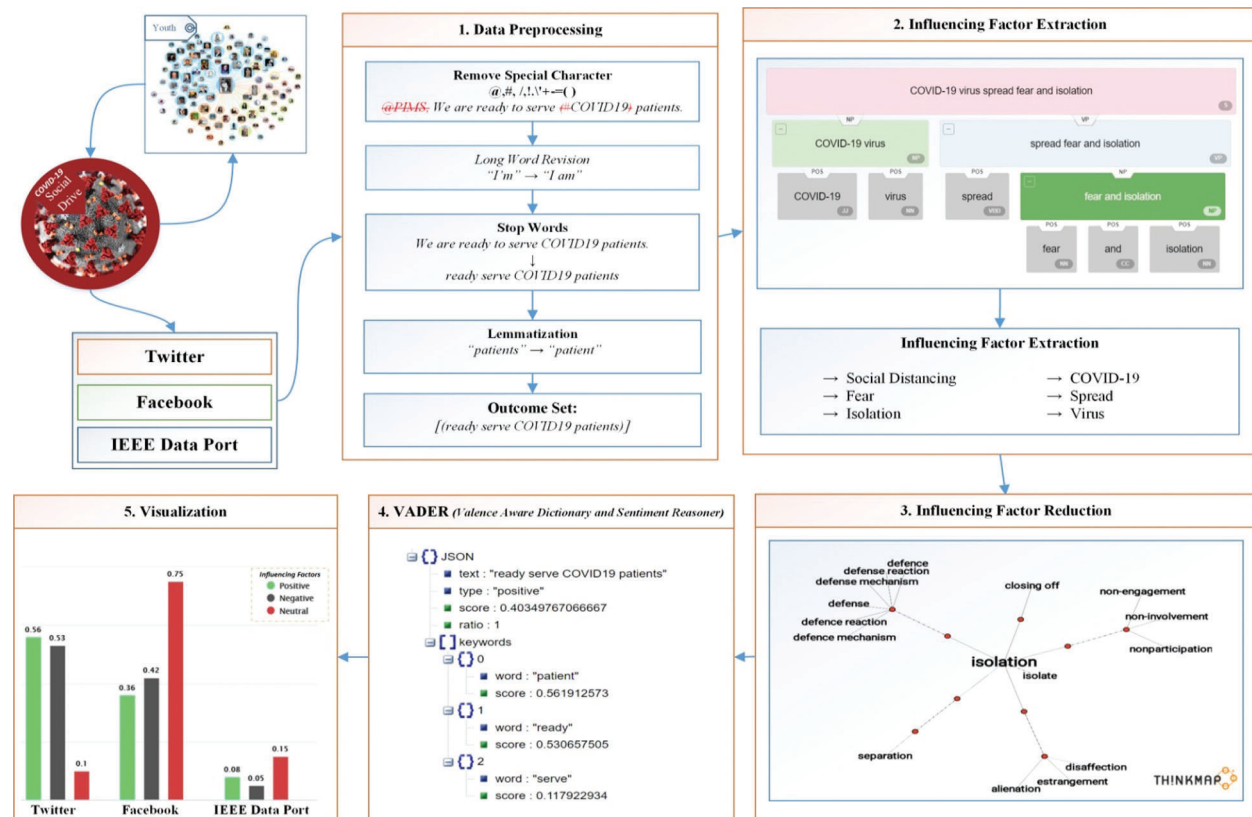 Youth
COVID-19
Social
Drive
Twitter
Facebook
IEEE Data Port
1. Data Preprocessing
Remove Special Character
@,#, /,!.\'+-=( )
@PIMS, We are ready to serve (#COVID19) patients.
Long Word Revision
“I’m” → “I am”
Stop Words
We are ready to serve COVID19 patients.
↓
ready serve COVID19 patients
Lemmatization
“patients” → “patient”
Outcome Set:
[(ready serve COVID19 patients)]
2. Influencing Factor Extraction
COVID-19 virus spread fear and isolation
S
NP
VP
COVID-19 virus
NP
spread fear and isolation
VP
POS
POS
POS
NP
COVID-19
JJ
virus
NN
spread
VBD
fear and isolation
NP
POS
POS
POS
fear
NN
and
CC
isolation
NN
Influencing Factor Extraction
→ Social Distancing
→ COVID-19
→ Fear
→ Spread
→ Isolation
→ Virus
3. Influencing Factor Reduction
defence
defense reaction
defense mechanism
defense
defence reaction
defence mechanism
closing off
non-engagement
non-involvement
nonparticipation
isolation
isolate
separation
disaffection
estrangement
alienation
THINKMAP
4. VADER (Valence Aware Dictionary and Sentiment Reasoner)
{} JSON
text : "ready serve COVID19 patients"
type : "positive"
score : 0.40349767066667
ratio : 1
[] keywords
{} 0
word : "patient"
score : 0.561912573
{} 1
word : "ready"
score : 0.530657505
{} 2
word : "serve"
score : 0.117922934
5. Visualization
Influencing Factors
Positive
Negative
Neutral
0.56
0.53
0.1
0.36
0.42
0.75
0.08
0.05
0.15
Twitter
Facebook
IEEE Data Port